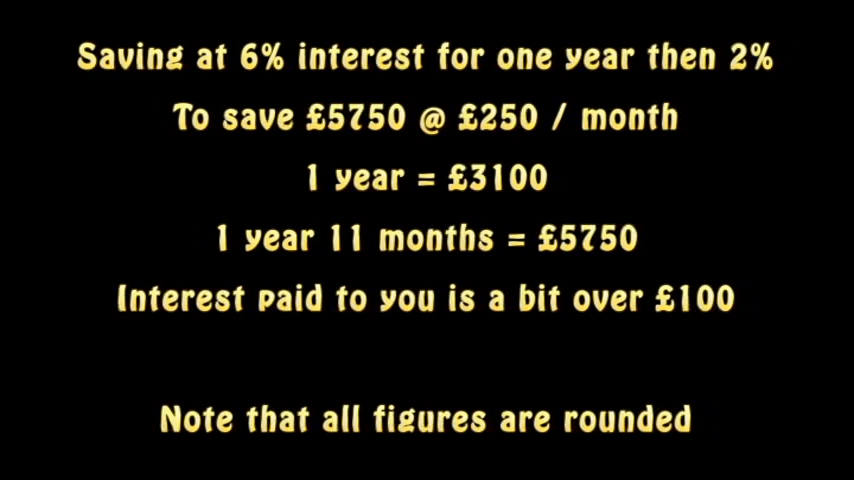 Saving at 6% interest for one year then 2%
To save £5750 @ £250 / month
1 year = £3100
1 year 11 months = £5750
Interest paid to you is a bit over £100
Note that all figures are rounded